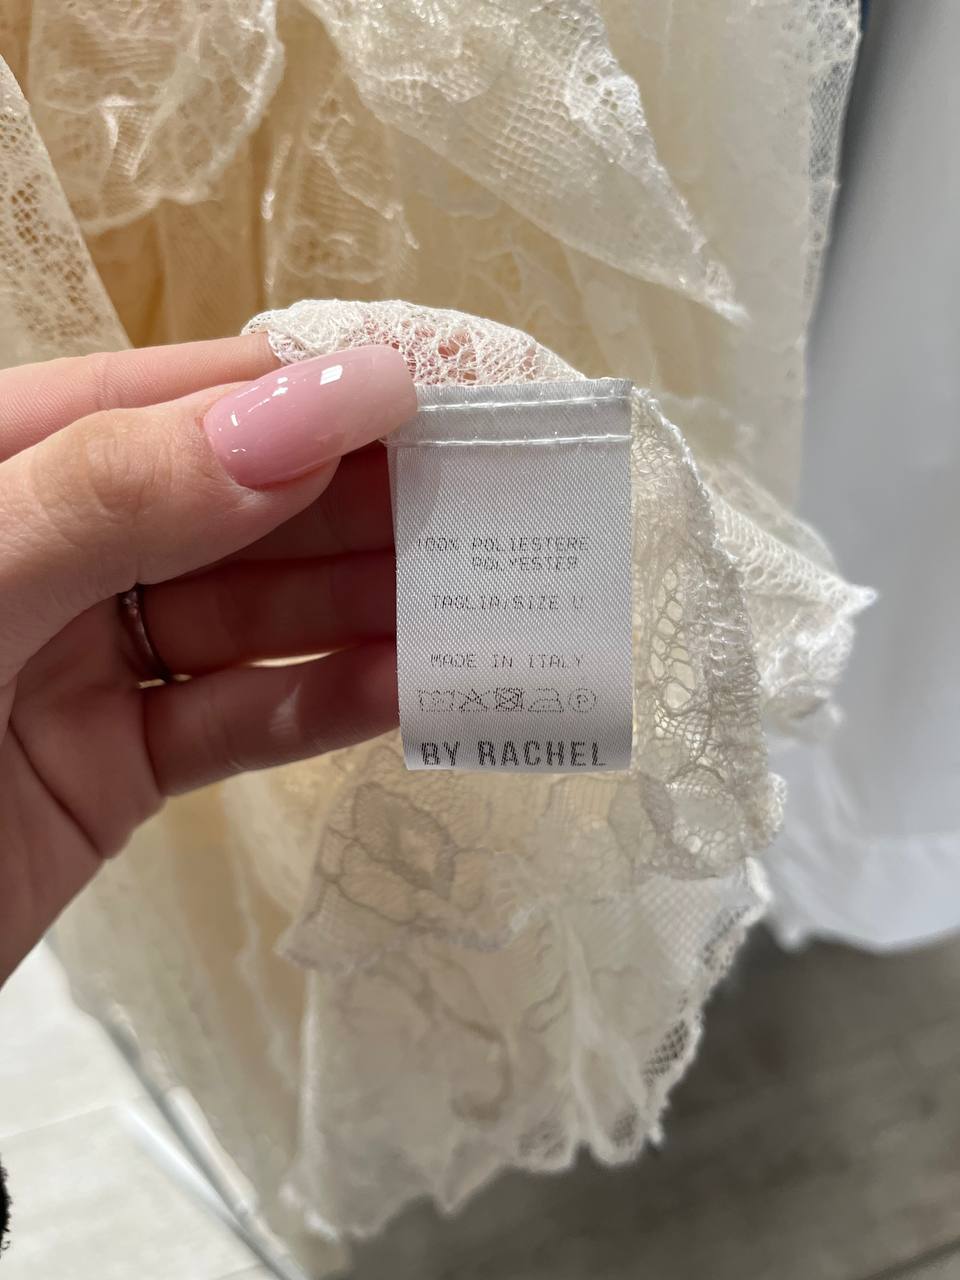 100% POLIESTERE
POLYESTER
TAGLIA/SIZE U
MADE IN ITALY
P
BY RACHEL